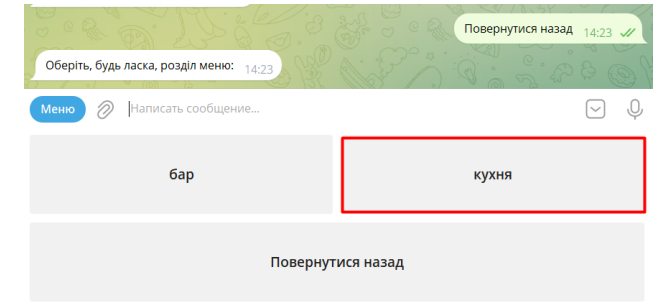 Повернутися назад 14:23
Оберіть, будь ласка, розділ меню: 14:23
Меню Написать сообщение...
бар кухня
Повернутися назад